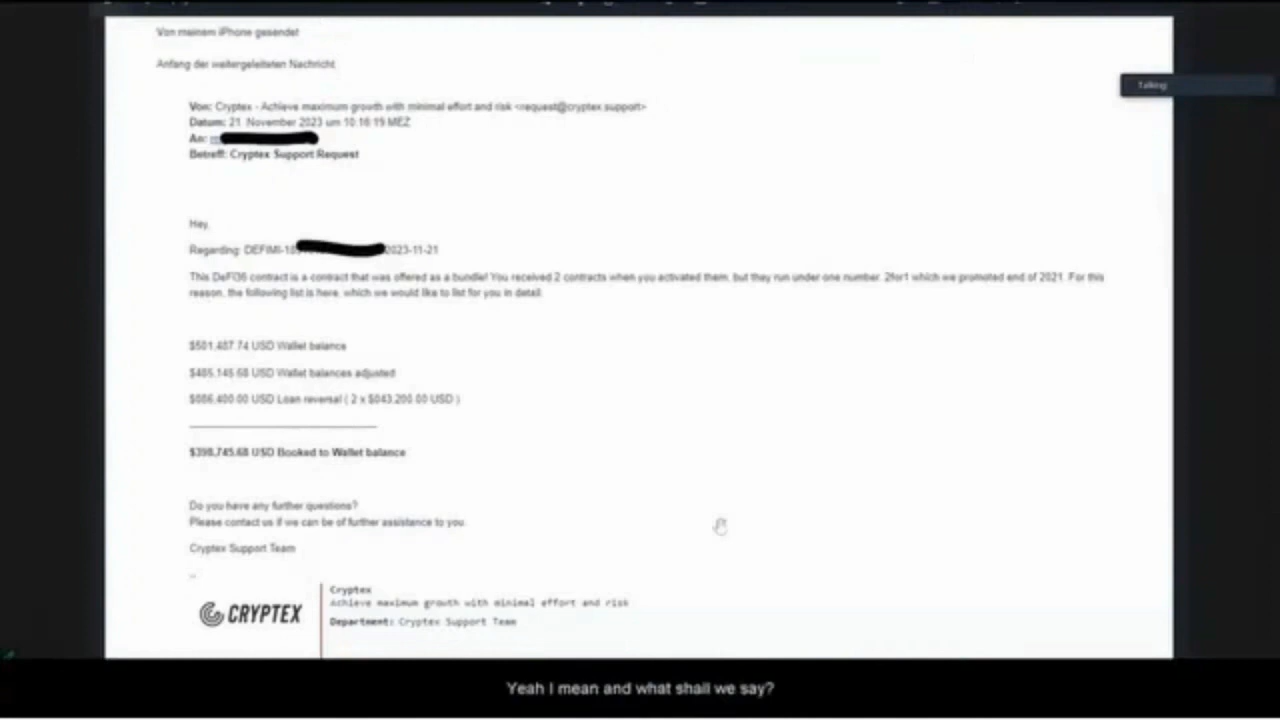 Von meinem iPhone gesendet
Anfang der weitergeleiteten Nachricht
Talking:
Von: Cryptex - Achieve maximum growth with minimal effort and risk <request@cryptex.support>
Datum: 21. November 2023 um 10:16:19 MEZ
An:
Betreff: Cryptex Support Request
Hey,
Regarding: DEFIMI-10 2023-11-21
This DeFI36 contract is a contract that was offered as a bundle! You received 2 contracts when you activated them, but they run under one number. 2for1 which we promoted end of 2021. For this
reason, the following list is here, which we would like to list for you in detail.
$501,487.74 USD Wallet balance
$485,145.68 USD Wallet balances adjusted
$086,400.00 USD Loan reversal ( 2 x $043,200.00 USD )
$398,745.68 USD Booked to Wallet balance
Do you have any further questions?
Please contact us if we can be of further assistance to you.
Cryptex Support Team
--
CRYPTEX
Cryptex
Achieve maximum growth with minimal effort and risk
Department: Cryptex Support Team
Yeah I mean and what shall we say?